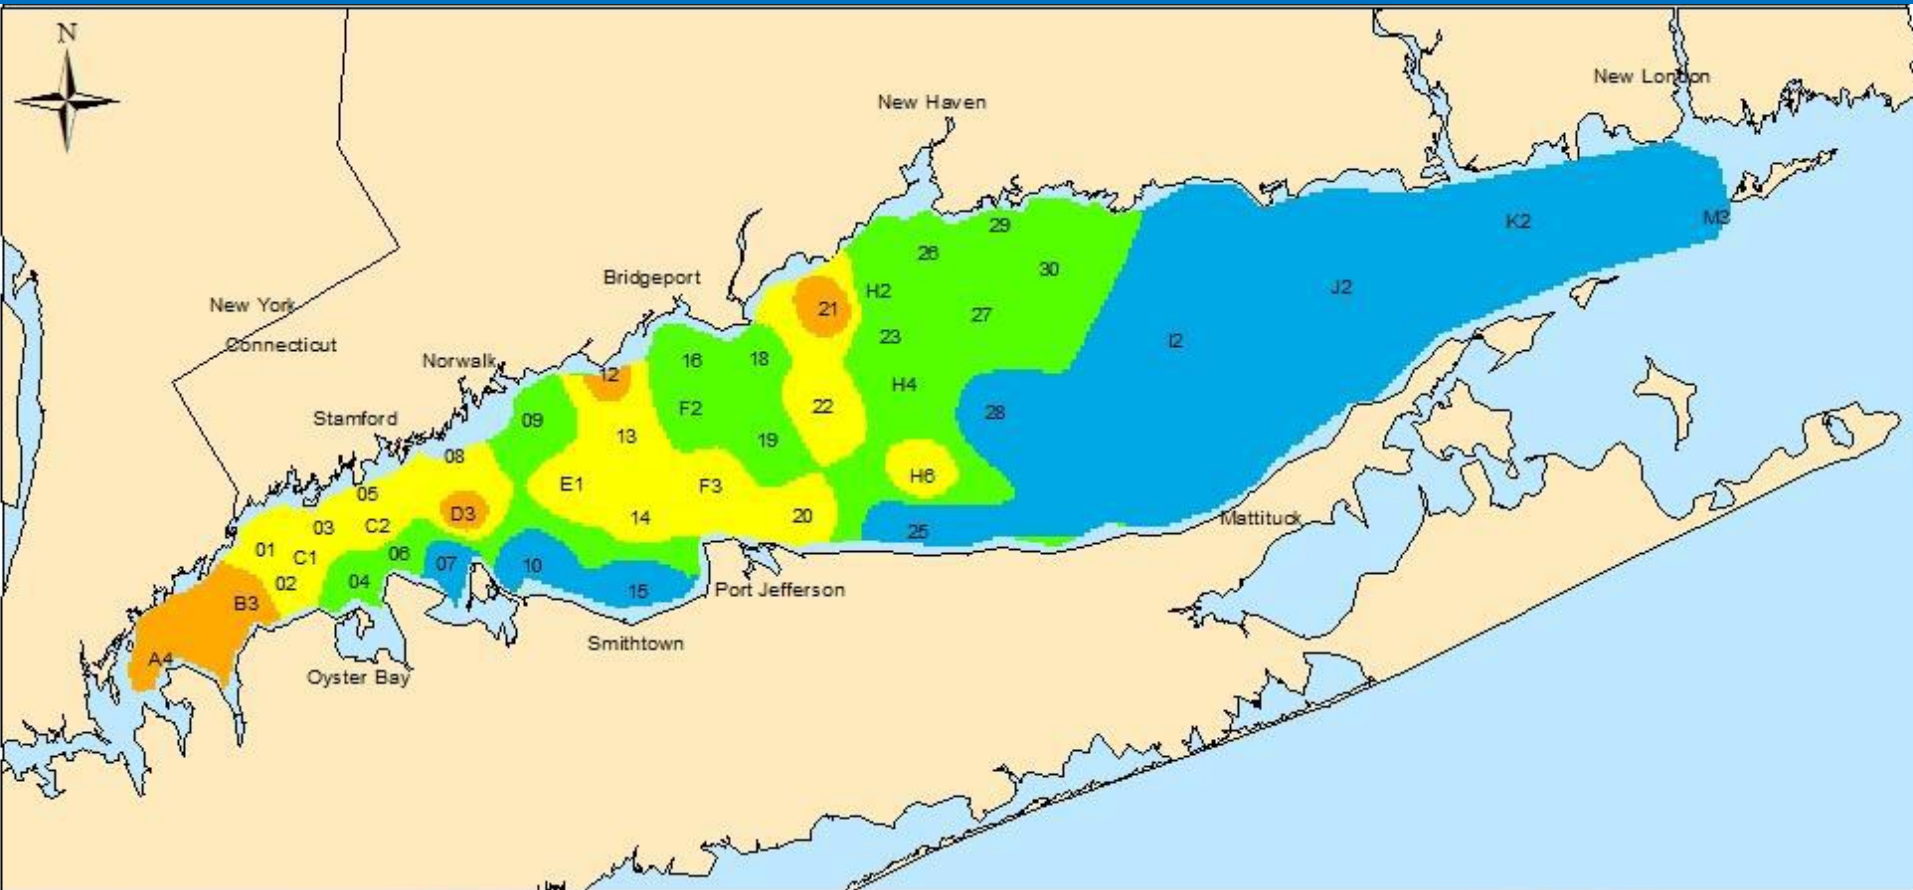 N
New London
New Haven
29
K2
M3
26
30
Bridgeport
J2
H2
New York
21
27
23
I2
Connecticut
Norwalk
16
18
12
H4
F2
22
28
Stamford
09
13
19
08
H6
E1
F3
05
D3
14
20
Mattituck
03
C2
25
01
C1
06
07
10
02
04
15
Port Jefferson
B3
Smithtown
A4
Oyster Bay